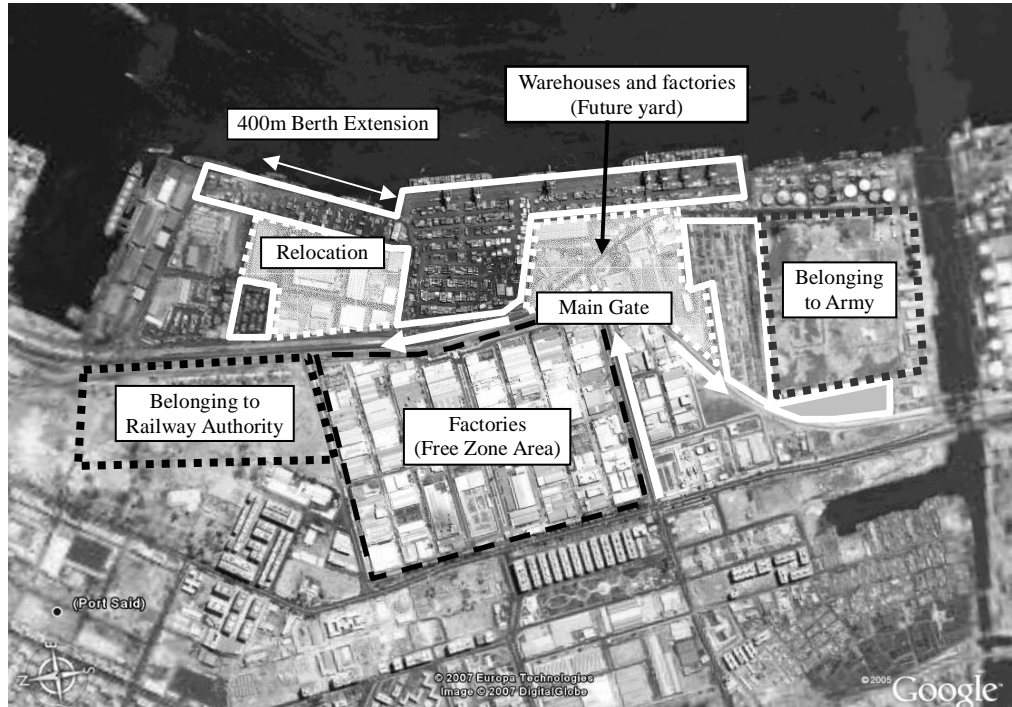 Warehouses and factories
(Future yard)
400m Berth Extension
Relocation
Belonging
to Army
Main Gate
Belonging to
Railway Authority
Factories
(Free Zone Area)
(Port Said)
E
N
S
© 2007 Europa Technologies
Image © 2007 DigitalGlobe
© 2005
Google™